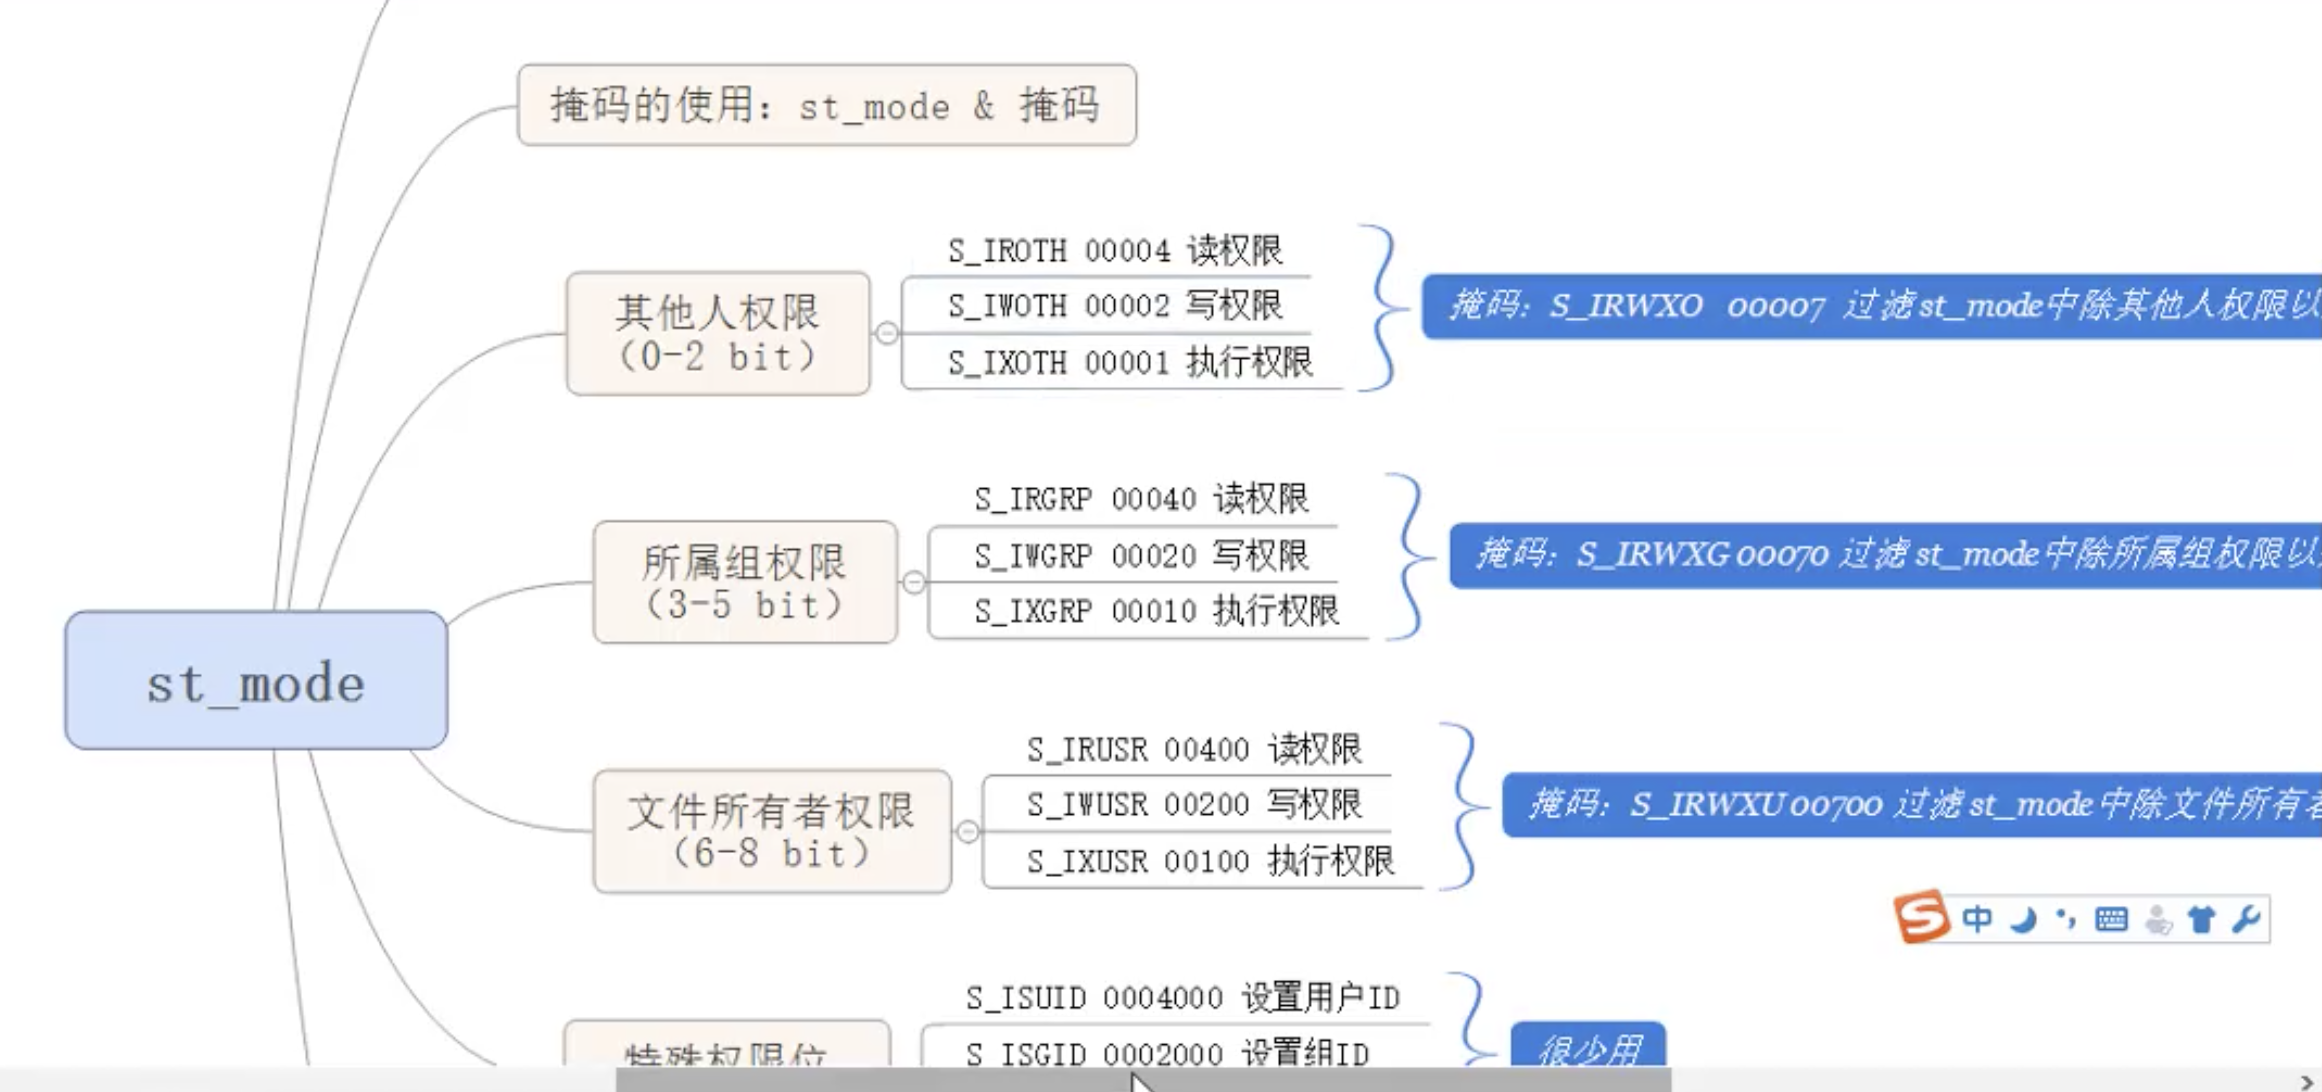 掩码的使用：st_mode & 掩码
其他人权限
（0-2 bit）
S_IROTH 00004 读权限
S_IWOTH 00002 写权限
S_IXOTH 00001 执行权限
掩码：S_IRWXO 00007 过滤st_mode中除其他人权限以
所属组权限
（3-5 bit）
S_IRGRP 00040 读权限
S_IWGRP 00020 写权限
S_IXGRP 00010 执行权限
掩码：S_IRWXG 00070 过滤st_mode中除所属组权限以
st_mode
文件所有者权限
（6-8 bit）
S_IRUSR 00400 读权限
S_IWUSR 00200 写权限
S_IXUSR 00100 执行权限
掩码：S_IRWXU 00700 过滤st_mode中除文件所有者
中
特殊权限位
S_ISUID 0004000 设置用户ID
S_ISGID 0002000 设置组ID
很少用